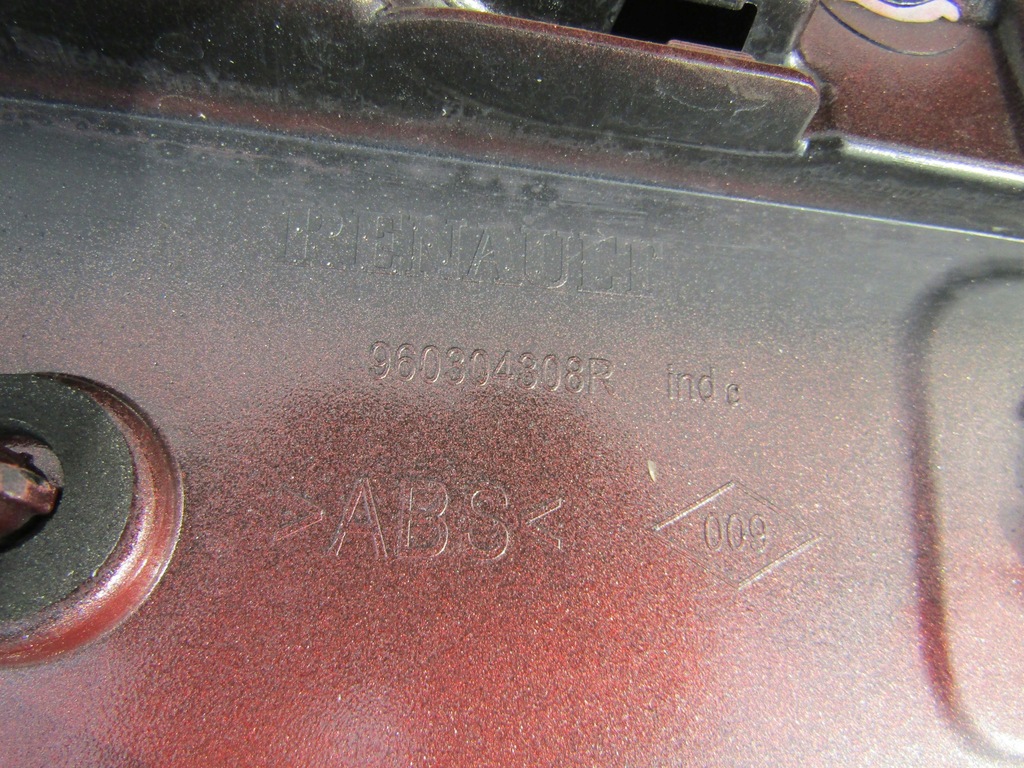 RENAULT
960304308R ind c
>ABS<
009